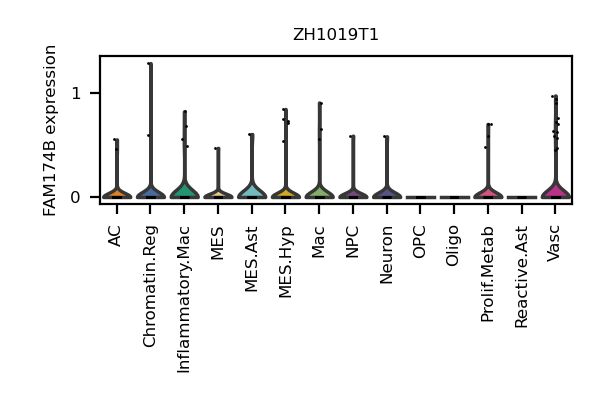 ZH1019T1
FAM174B expression
1
0
AC
Chromatin.Reg
Inflammatory.Mac
MES
MES.Ast
MES.Hyp
Mac
NPC
Neuron
OPC
Oligo
Prolif.Metab
Reactive.Ast
Vasc